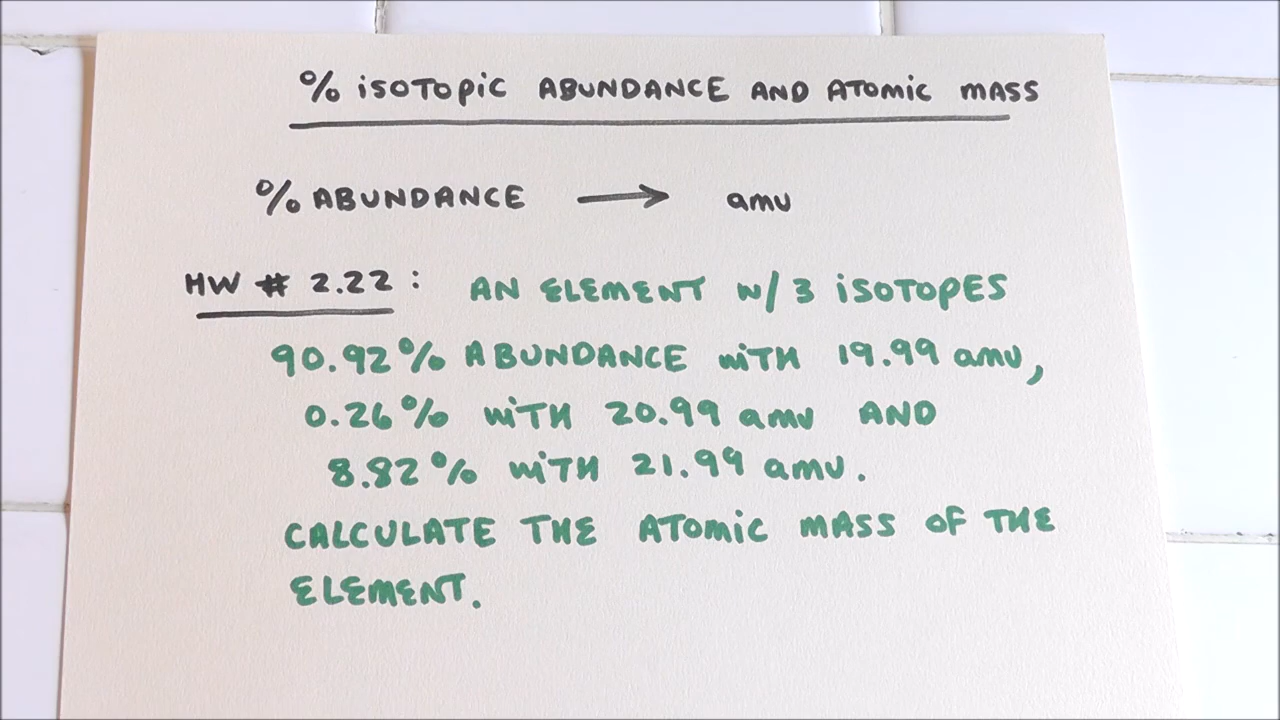 % isotopic ABUNDANCE AND ATOMIC MASS
% ABUNDANCE → amu
HW # 2.22 : AN ELEMENT w/ 3 ISOTOPES
90.92% ABUNDANCE WITH 19.99 amu,
0.26% WITH 20.99 amu AND
8.82% WITH 21.99 amu.
CALCULATE THE ATOMIC MASS OF THE
ELEMENT.